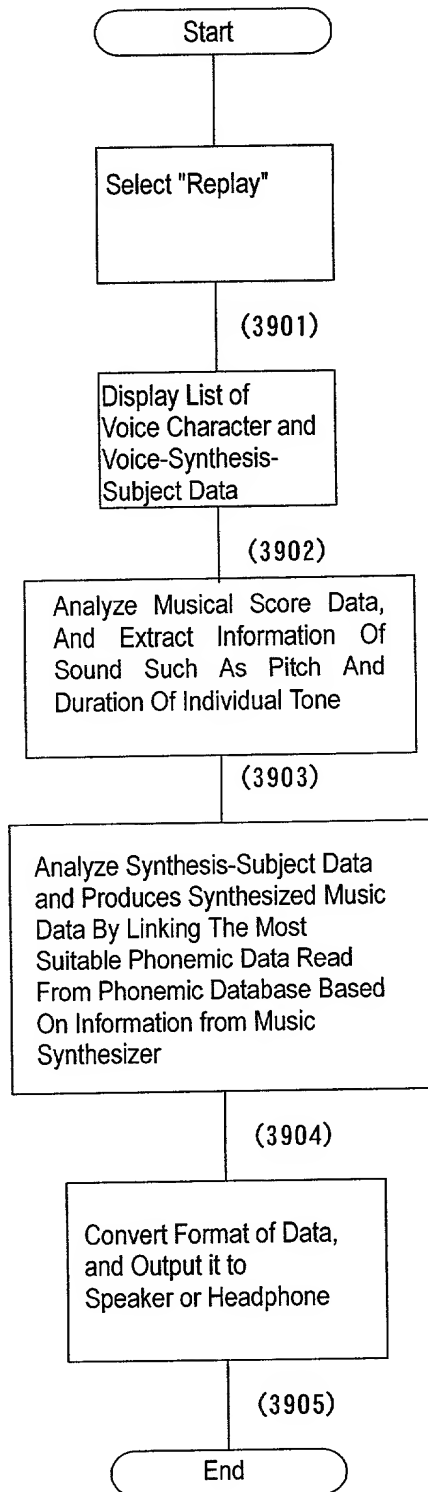 Start
Select "Replay"
(3901)
Display List of
Voice Character and
Voice-Synthesis-
Subject Data
(3902)
Analyze Musical Score Data,
And Extract Information Of
Sound Such As Pitch And
Duration Of Individual Tone
(3903)
Analyze Synthesis-Subject Data
and Produces Synthesized Music
Data By Linking The Most
Suitable Phonemic Data Read
From Phonemic Database Based
On Information from Music
Synthesizer
(3904)
Convert Format of Data,
and Output it to
Speaker or Headphone
(3905)
End